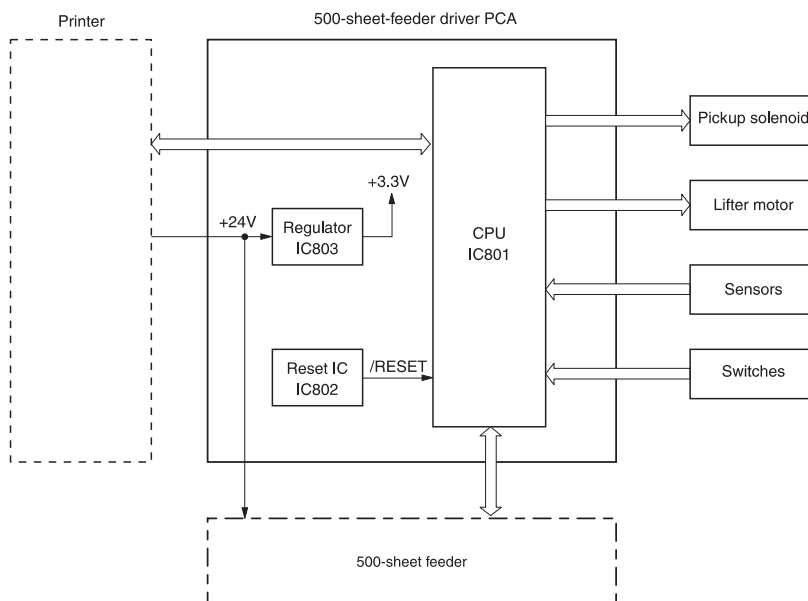 Printer
500-sheet-feeder driver PCA
Pickup solenoid
+3.3V
Lifter motor
+24V
Regulator
IC803
CPU
IC801
Sensors
Reset IC
IC802
/RESET
Switches
500-sheet feeder